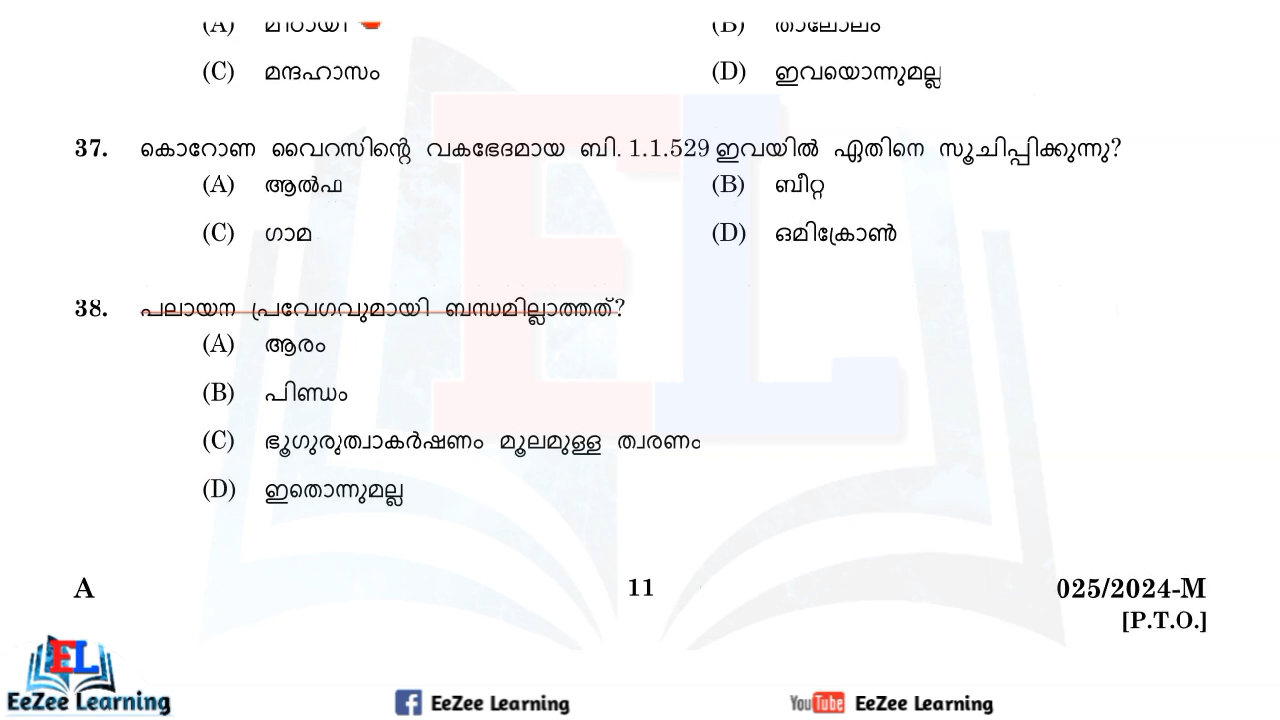 (A) മിഠായി (B) താലോലം
(C) മന്ദഹാസം (D) ഇവയൊന്നുമല്ല
37. കൊറോണ വൈറസിന്റെ വകഭേദമായ ബി. 1.1.529 ഇവയിൽ ഏതിനെ സൂചിപ്പിക്കുന്നു?
(A) ആൽഫ (B) ബീറ്റ
(C) ഗാമ (D) ഒമിക്രോൺ
38. പലായന പ്രവേഗവുമായി ബന്ധമില്ലാത്തത്?
(A) ആരം
(B) പിണ്ഡം
(C) ഭൂഗുരുത്വാകർഷണം മൂലമുള്ള ത്വരണം
(D) ഇതൊന്നുമല്ല
A 11 025/2024-M
[P.T.O.]
EL
EeZee Learning EeZee Learning YouTube EeZee Learning